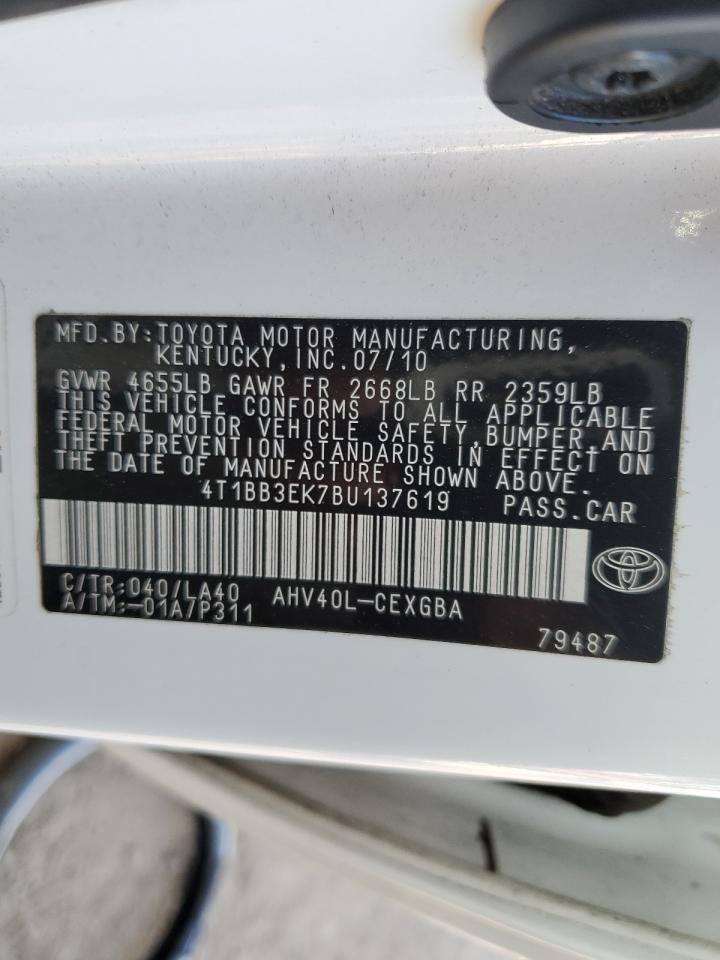 MFD.BY:TOYOTA MOTOR MANUFACTURING,
KENTUCKY,INC.07/10
GVWR 4655LB GAWR FR 2668LB RR 2359LB
THIS VEHICLE CONFORMS TO ALL APPLICABLE
FEDERAL MOTOR VEHICLE SAFETY,BUMPER,AND
THEFT PREVENTION STANDARDS IN EFFECT ON
THE DATE OF MANUFACTURE SHOWN ABOVE.
4T1BB3EK7BU137619 PASS.CAR
C/TR:040/LA40 AHV40L-CEXGBA
A/TM:-01A/P311
79487